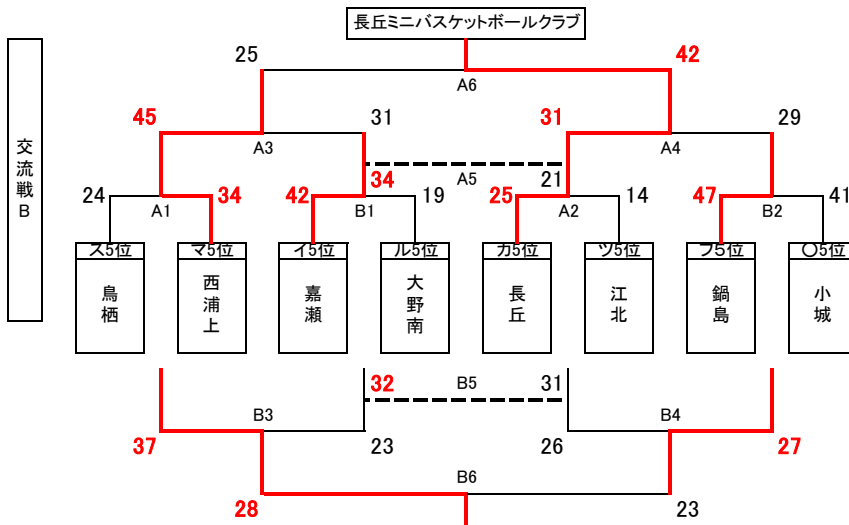 長丘ミニバスケットボールクラブ
交流戦B
25
42
A6
45
31
31
29
A3
A4
A5
34
21
24
34
42
19
25
14
47
41
A1
B1
A2
B2
ス5位
マ5位
イ5位
ル5位
カ5位
ツ5位
フ5位
〇5位
鳥栖
西浦上
嘉瀬
大野南
長丘
江北
鍋島
小城
32
B5
31
B3
B4
37
23
26
27
B6
28
23